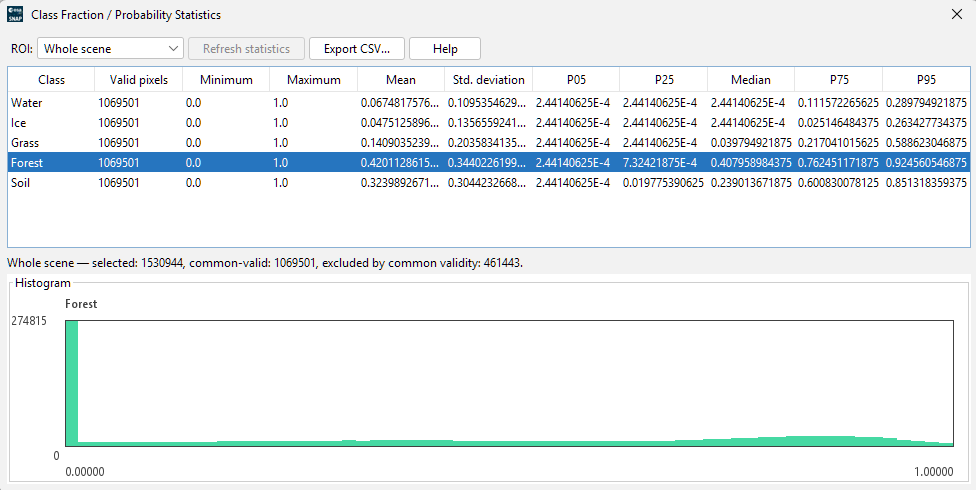 Class Fraction / Probability Statistics
ROI: Whole scene Refresh statistics Export CSV... Help
Class Valid pixels Minimum Maximum Mean Std. deviation P05 P25 Median P75 P95
Water 1069501 0.0 1.0 0.0674817576... 0.1095354629... 2.44140625E-4 2.44140625E-4 2.44140625E-4 0.111572265625 0.289794921875
Ice 1069501 0.0 1.0 0.0475125896... 0.1356559241... 2.44140625E-4 2.44140625E-4 2.44140625E-4 0.025146484375 0.263427734375
Grass 1069501 0.0 1.0 0.1409035239... 0.2035834135... 2.44140625E-4 2.44140625E-4 0.039794921875 0.217041015625 0.588623046875
Forest 1069501 0.0 1.0 0.4201128615... 0.3440226199... 2.44140625E-4 7.32421875E-4 0.407958984375 0.762451171875 0.924560546875
Soil 1069501 0.0 1.0 0.3239892671... 0.3044232668... 2.44140625E-4 0.019775390625 0.239013671875 0.600830078125 0.851318359375
Whole scene — selected: 1530944, common-valid: 1069501, excluded by common validity: 461443.
Histogram
Forest
274815
0
0.00000 1.00000